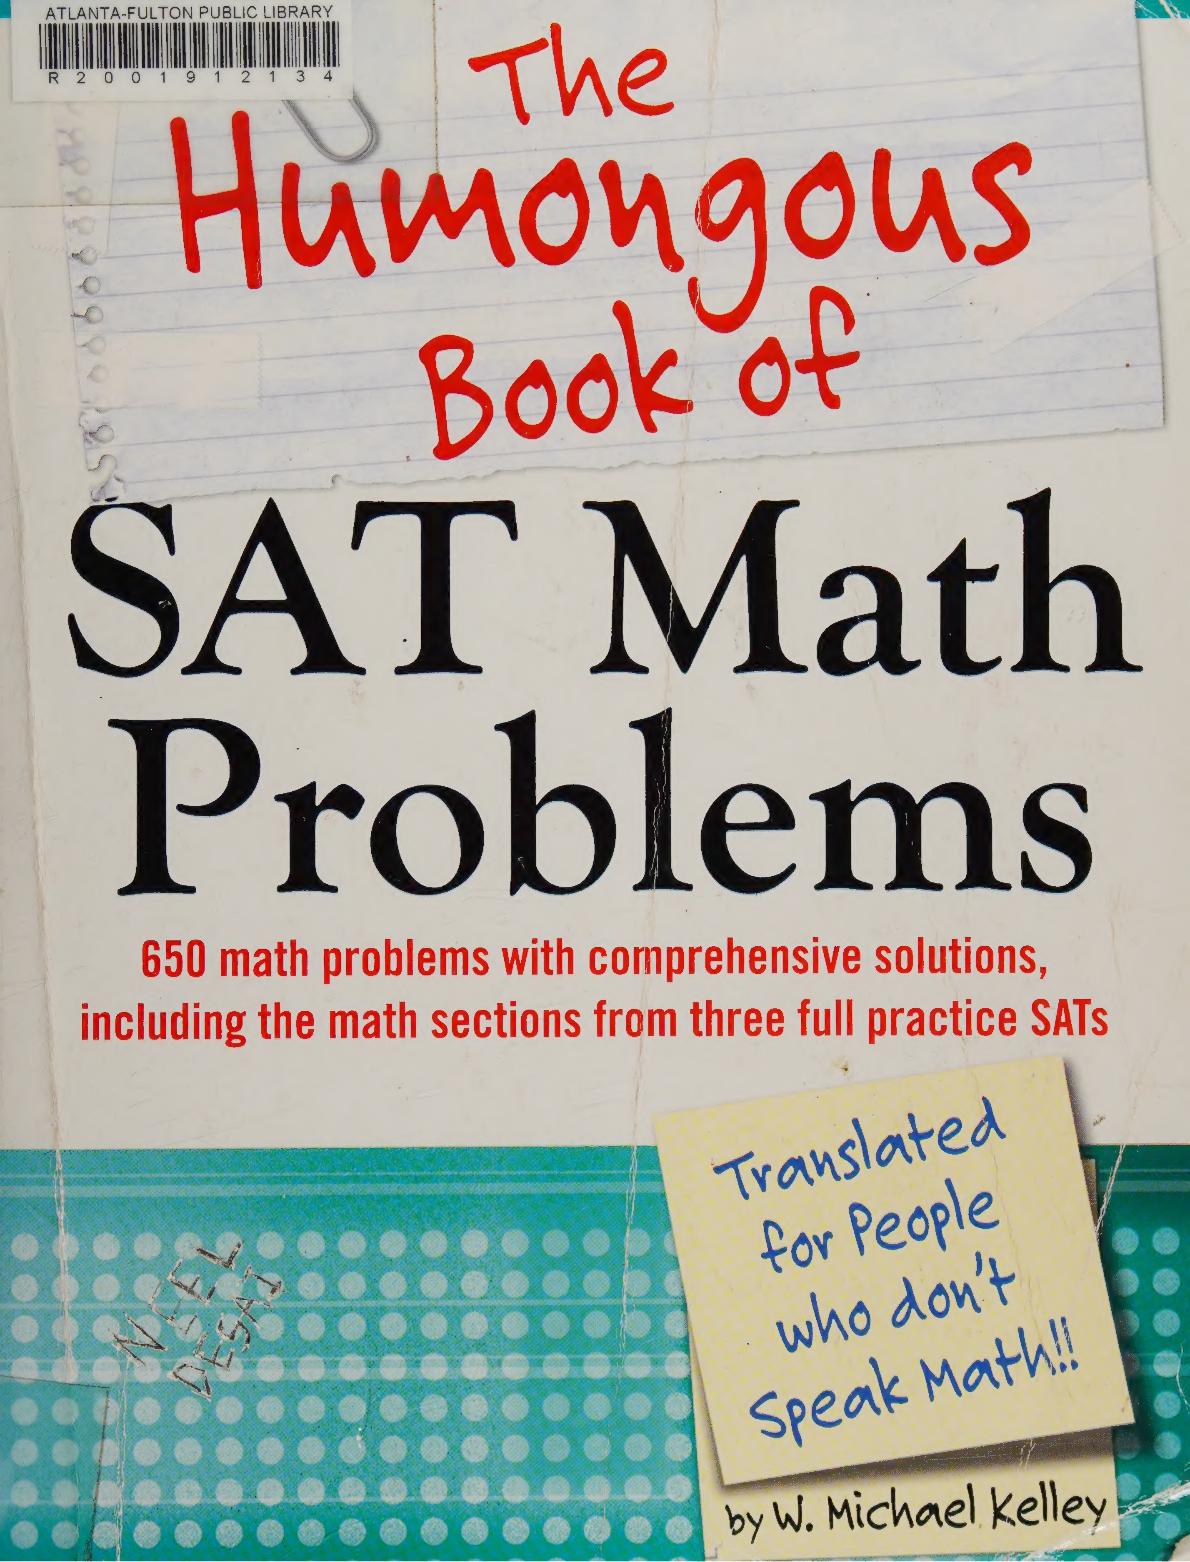 ATLANTA-FULTON PUBLIC LIBRARY
R 2 0 0 1 9 1 2 1 3 4
The
Humongous
Book of
SAT Math
Problems
650 math problems with comprehensive solutions,
including the math sections from three full practice SATs
Translated
for People
who don't
Speak Math!!
by W. Michael Kelley
NEEL
DESAI